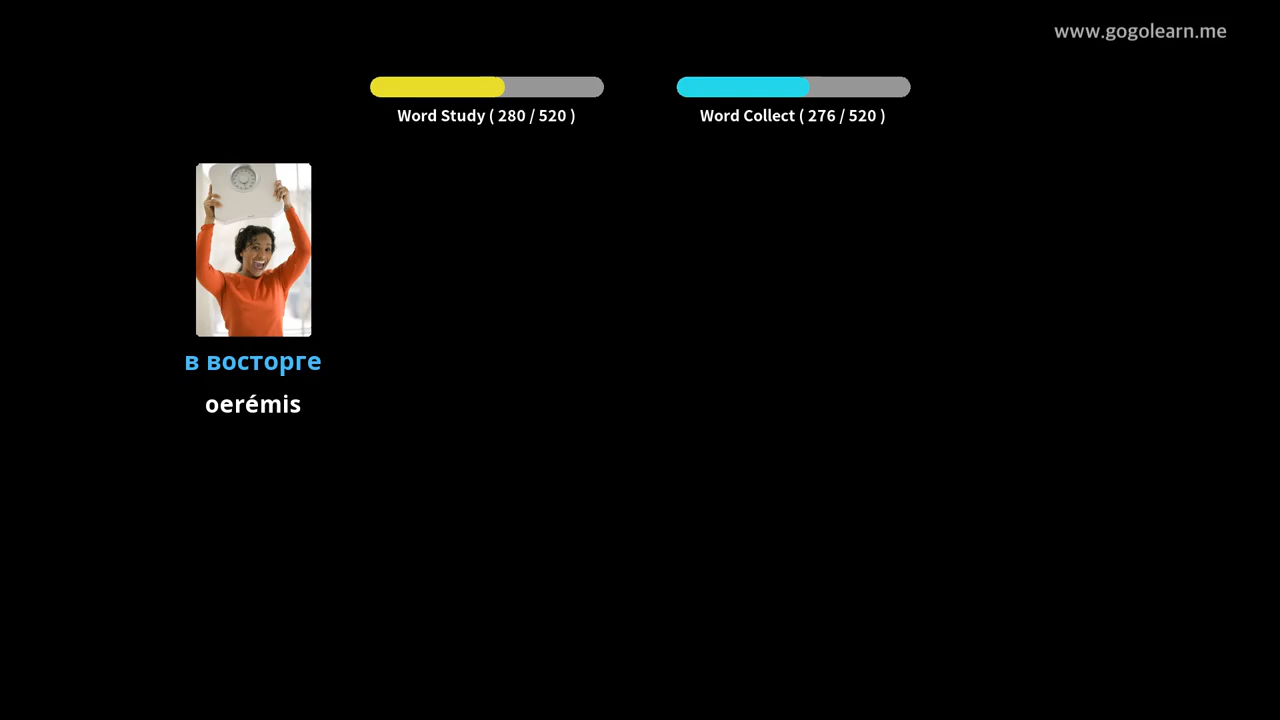 www.gogolearn.me
Word Study ( 280 / 520 )
Word Collect ( 276 / 520 )
в восторге
oerémis